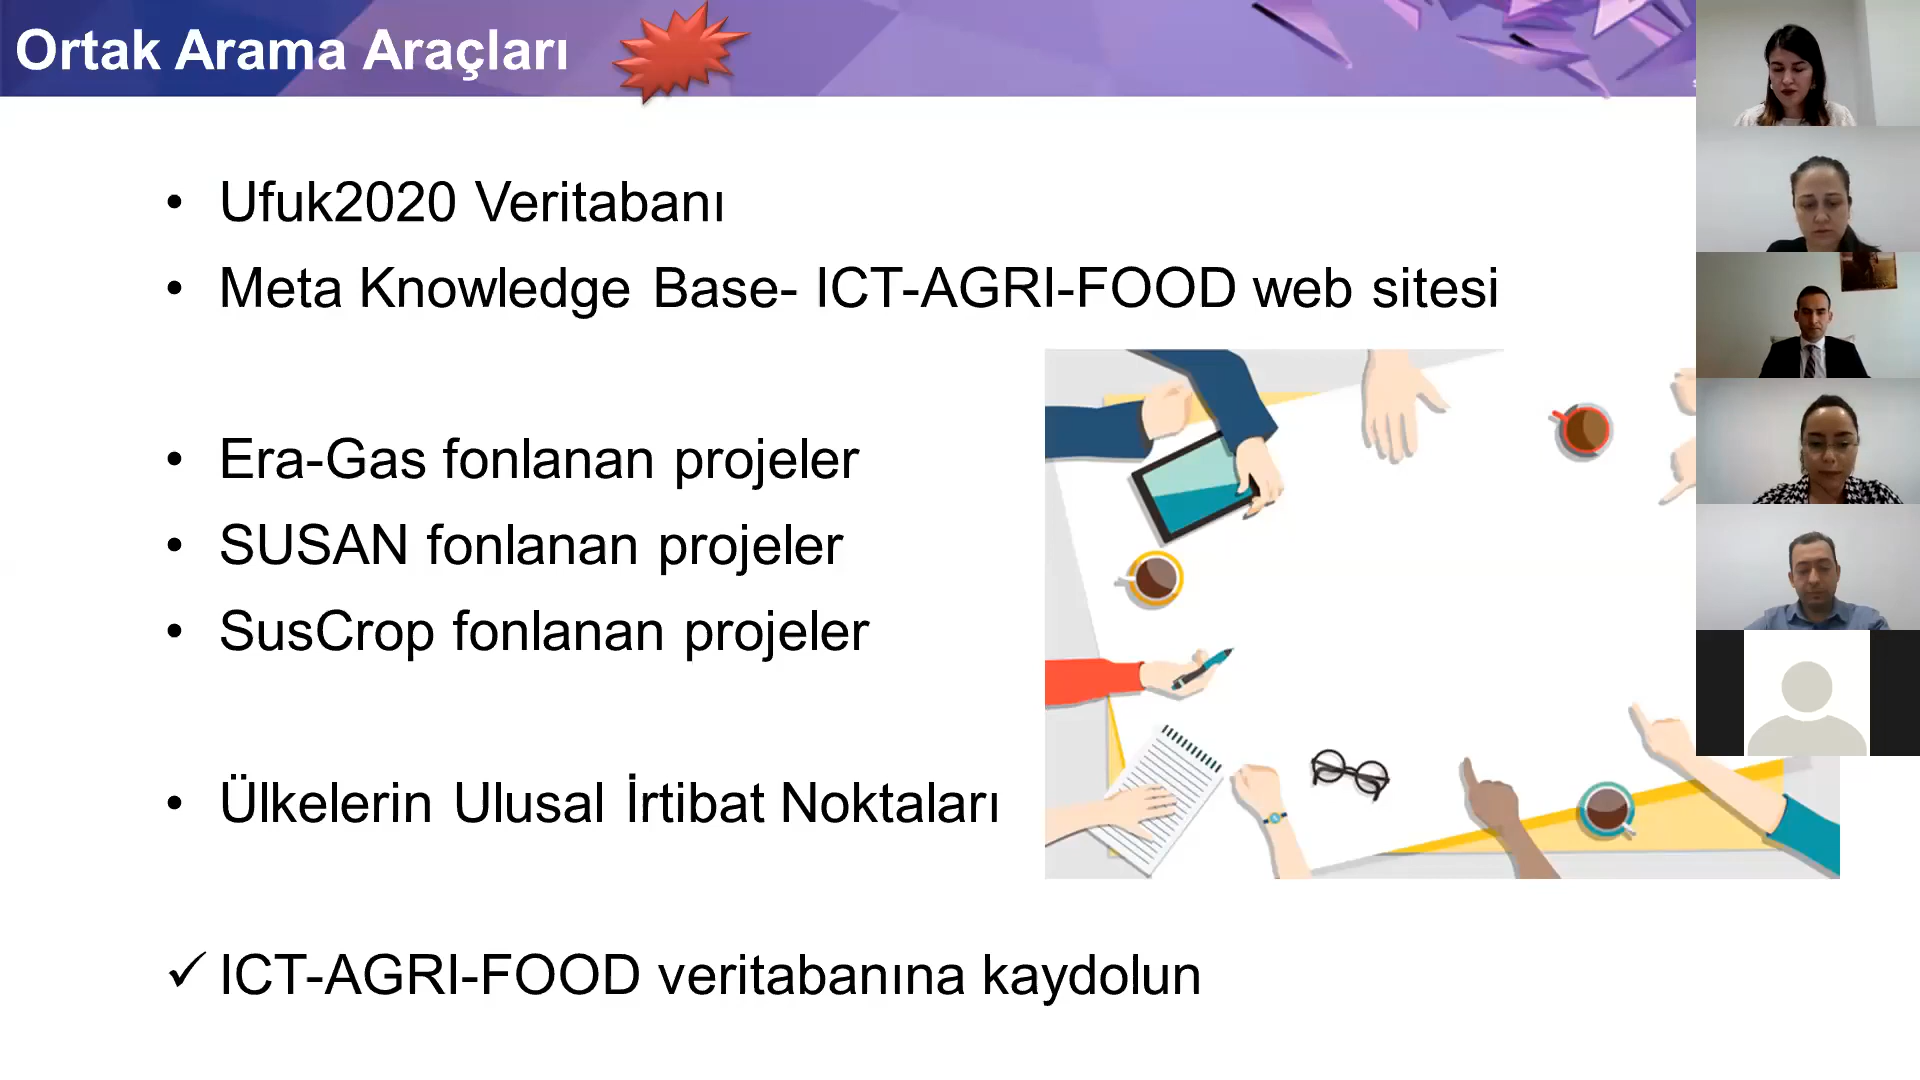 Ortak Arama Araçları
• Ufuk2020 Veritabanı
• Meta Knowledge Base- ICT-AGRI-FOOD web sitesi
• Era-Gas fonlanan projeler
• SUSAN fonlanan projeler
• SusCrop fonlanan projeler
• Ülkelerin Ulusal İrtibat Noktaları
✓ ICT-AGRI-FOOD veritabanına kaydolun